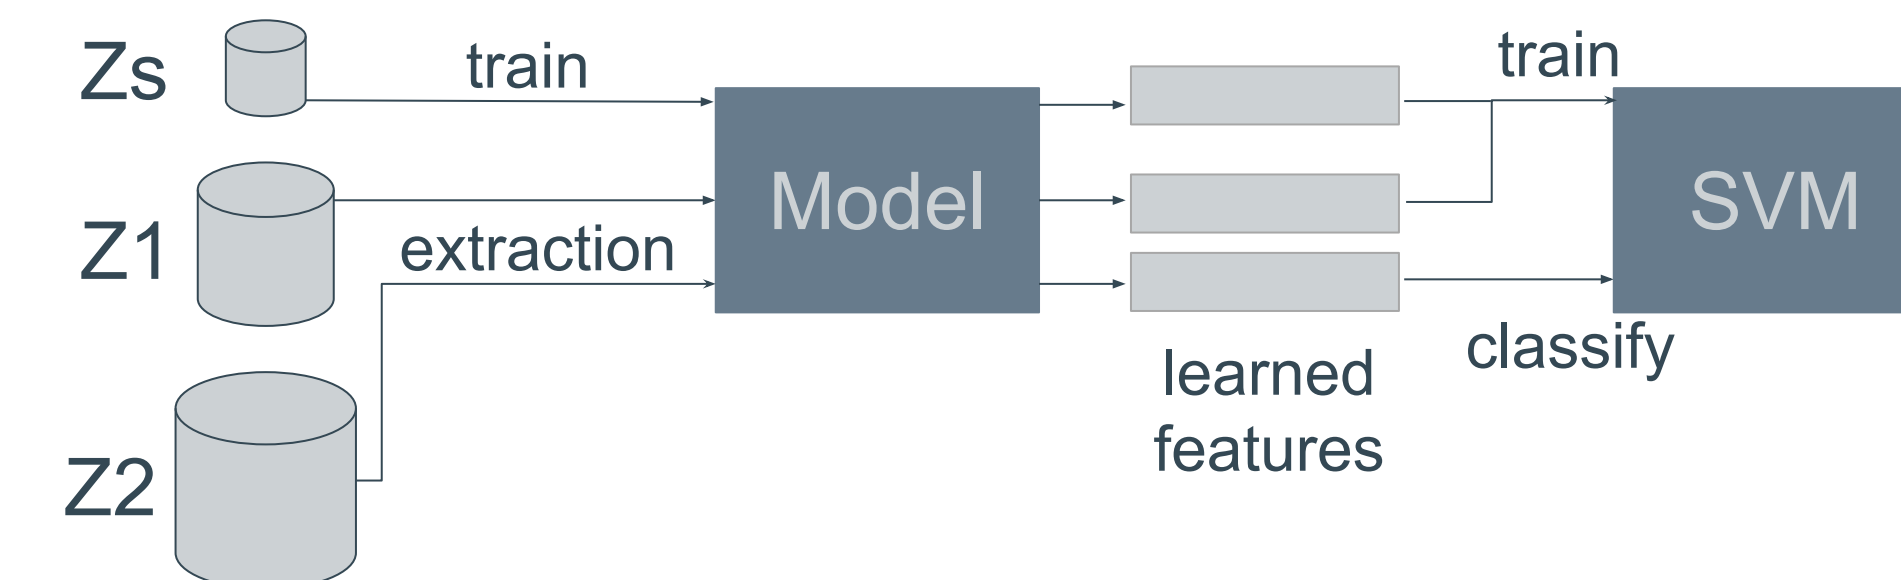 Zs
train
train
Z1
extraction
Model
SVM
Z2
learned
features
classify